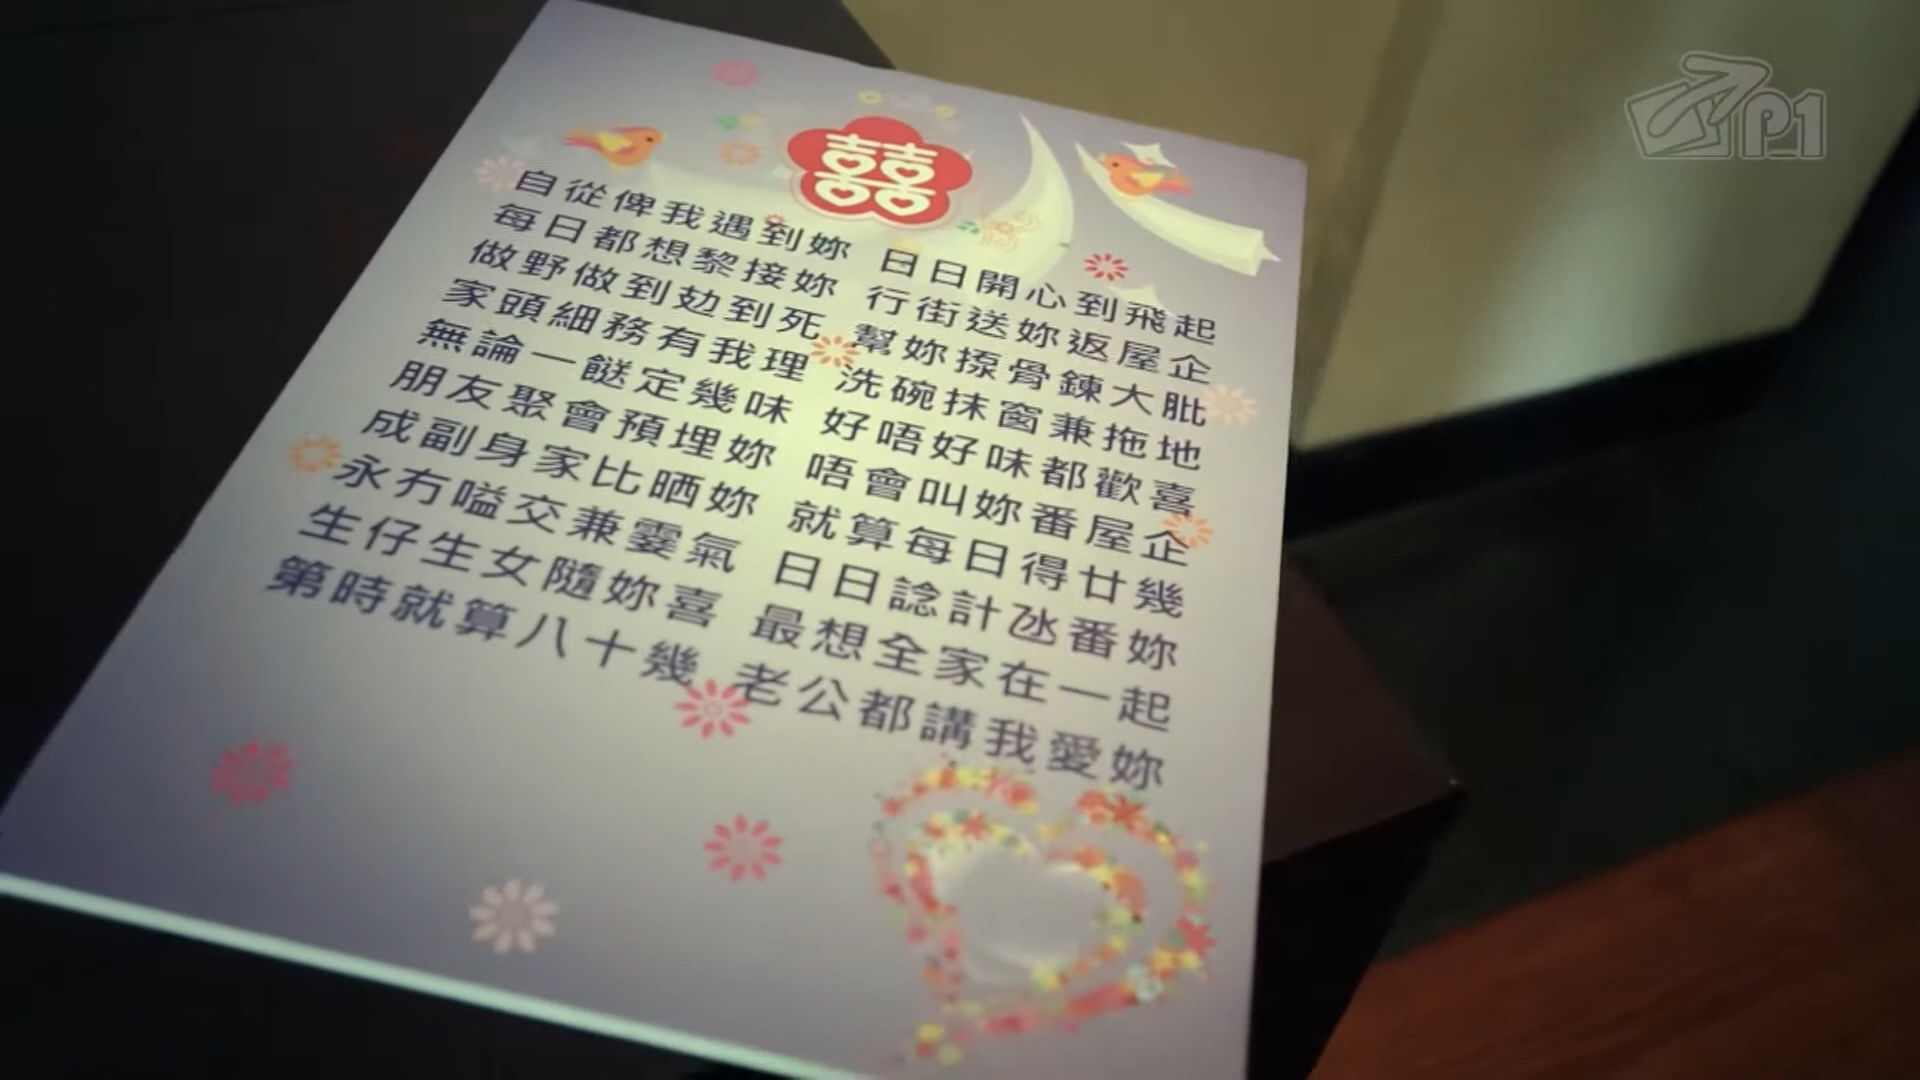 囍
自從俾我遇到妳 日日開心到飛起
每日都想黎接妳 行街送妳返屋企
做野做到攰到死 幫妳揼骨鍊大肶
家頭細務有我理 洗碗抹窗兼拖地
無論一餸定幾味 好唔好味都歡喜
朋友聚會預埋妳 唔會叫妳番屋企
成副身家比晒妳 就算每日得廿幾
永冇嗌交兼霎氣 日日諗計氹番妳
生仔生女隨妳喜 最想全家在一起
第時就算八十幾 老公都講我愛妳
P1